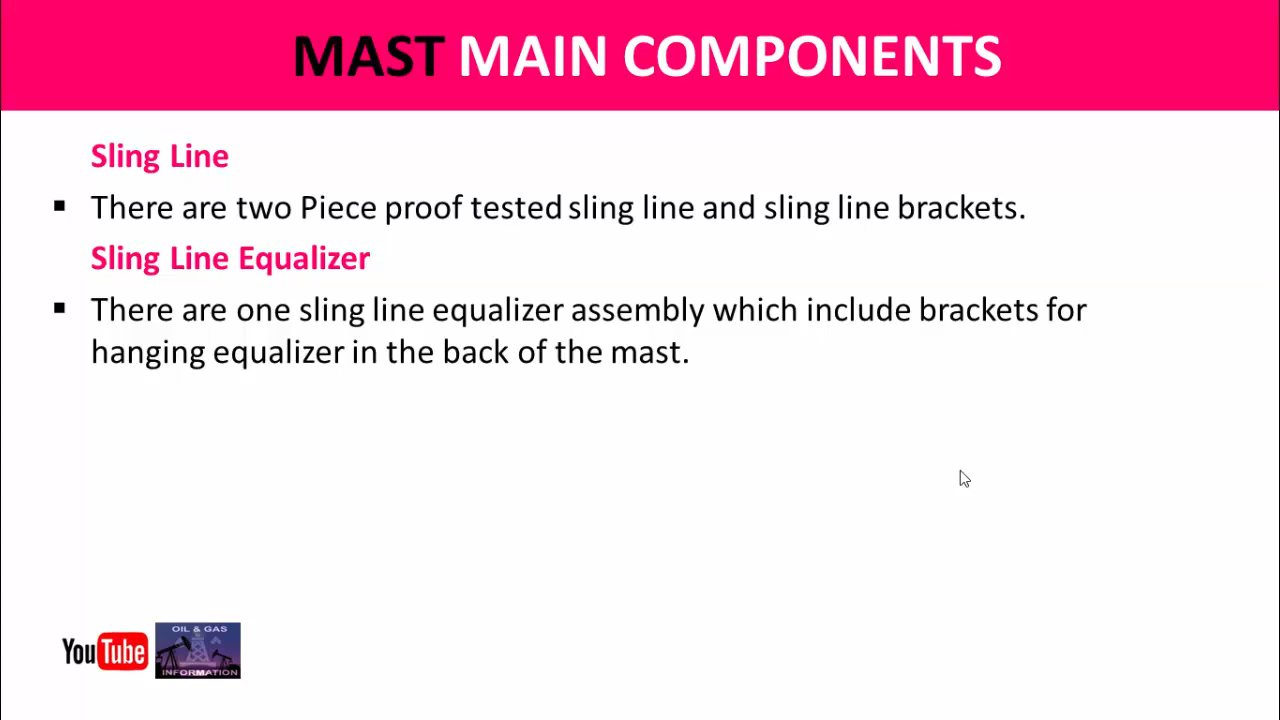 MAST MAIN COMPONENTS
Sling Line
▪ There are two Piece proof tested sling line and sling line brackets.
Sling Line Equalizer
▪ There are one sling line equalizer assembly which include brackets for
hanging equalizer in the back of the mast.
YouTube
OIL & GAS
INFORMATION